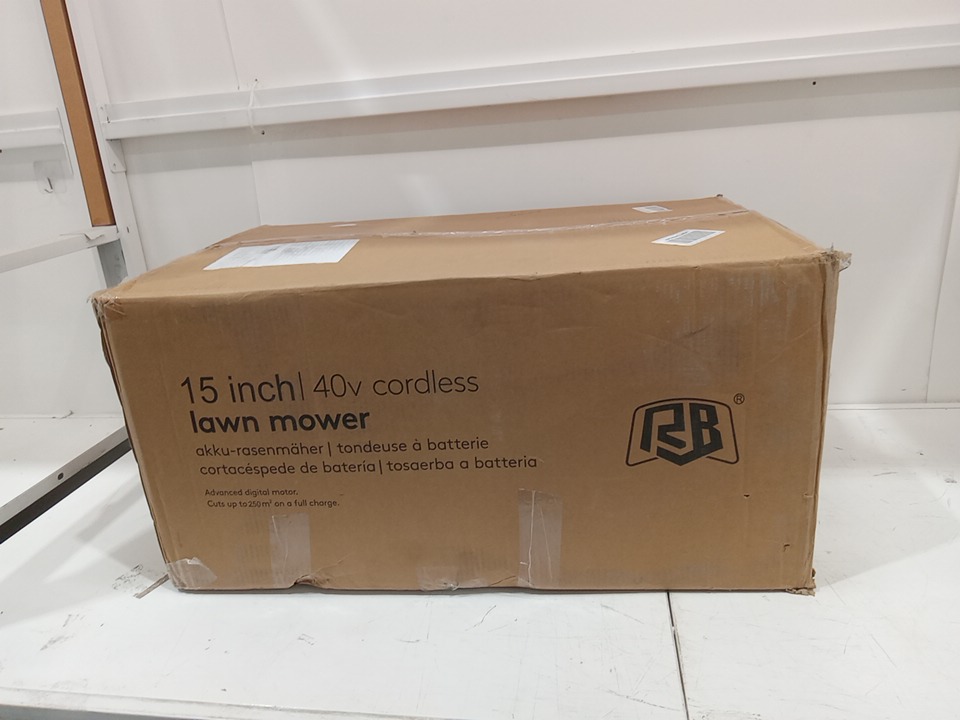 15 inch| 40v cordless
lawn mower
akku-rasenmäher | tondeuse à batterie
cortacéspede de batería | tosaerba a batteria
Advanced digital motor.
Cuts up to 250m² on a full charge.
RB®